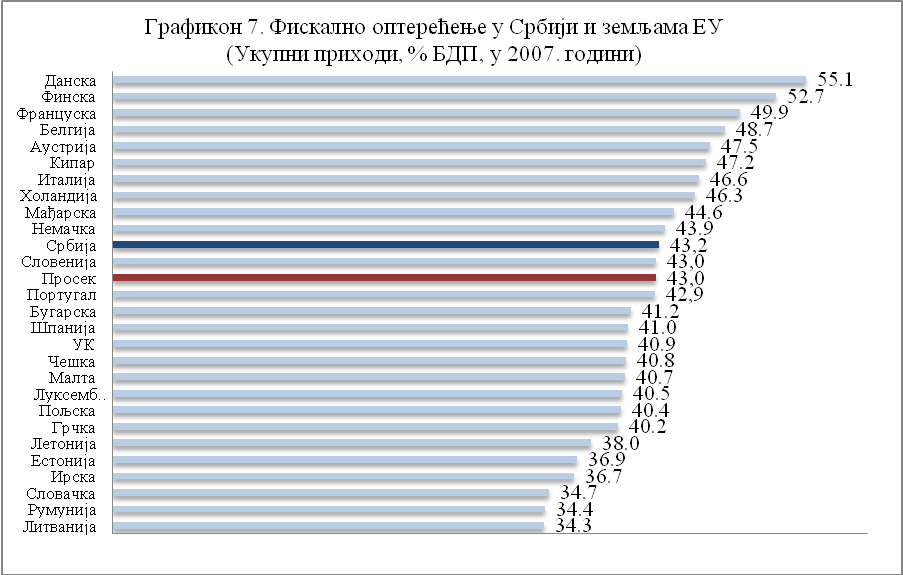 Графикон 7. Фискално оптерећење у Србији и земљама ЕУ
(Укупни приходи, % БДП, у 2007. години)
Данска 55.1
Финска 52.7
Француска 49.9
Белгија 48.7
Аустрија 47.5
Кипар 47.2
Италија 46.6
Холандија 46.3
Мађарска 44.6
Немачка 43.9
Србија 43,2
Словенија 43,0
Просек 43,0
Португал 42,9
Бугарска 41.2
Шпанија 41.0
УК 40.9
Чешка 40.8
Малта 40.7
Луксемб.. 40.5
Пољска 40.4
Грчка 40.2
Летонија 38.0
Естонија 36.9
Ирска 36.7
Словачка 34.7
Румунија 34.4
Литванија 34.3